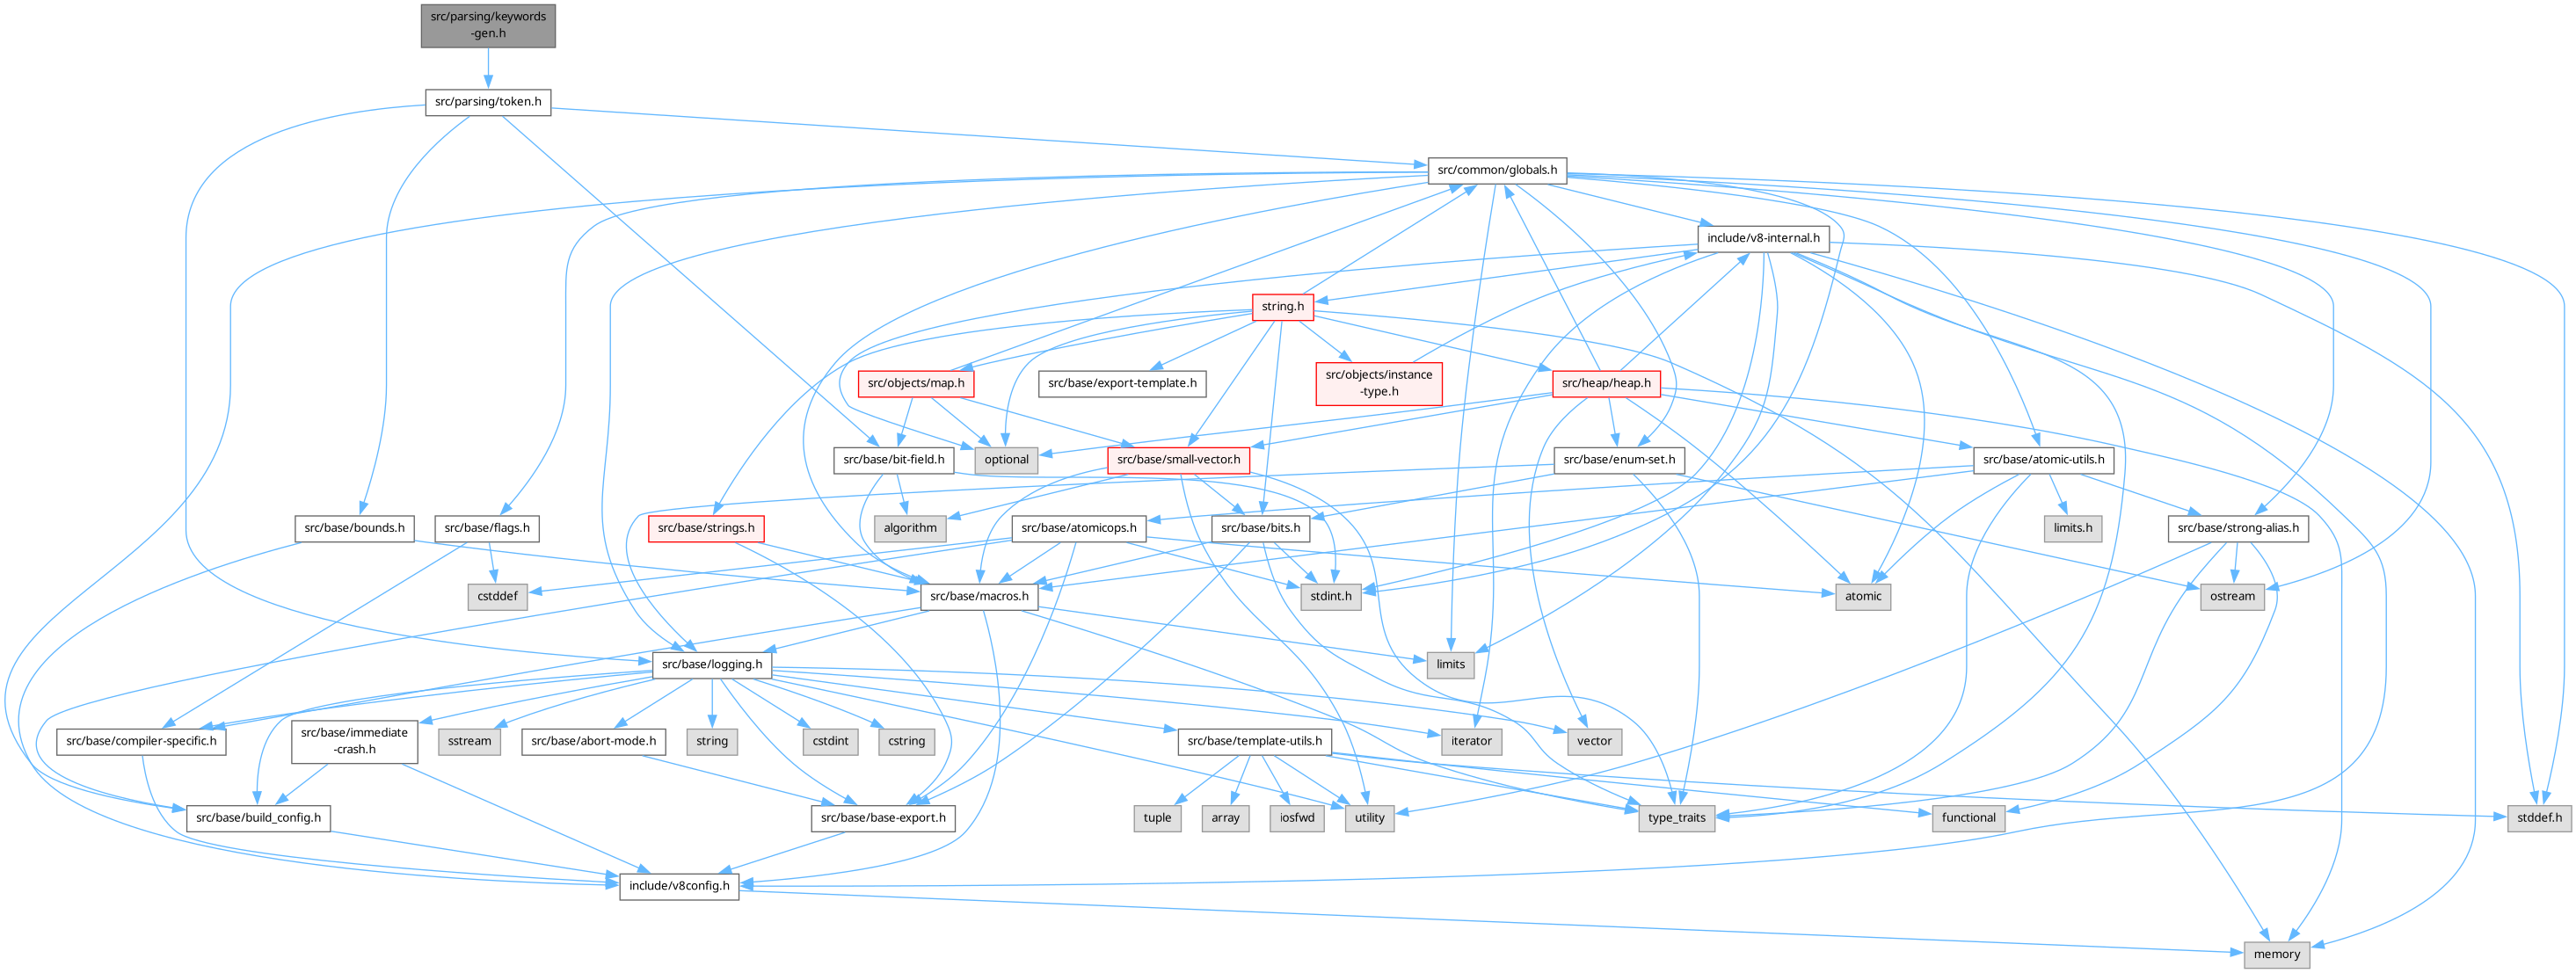 src/parsing/keywords
-gen.h
src/parsing/token.h
src/common/globals.h
include/v8-internal.h
string.h
src/objects/map.h
src/base/export-template.h
src/objects/instance
-type.h
src/heap/heap.h
src/base/bit-field.h
optional
src/base/small-vector.h
src/base/enum-set.h
src/base/atomic-utils.h
src/base/bounds.h
src/base/flags.h
src/base/strings.h
algorithm
src/base/atomicops.h
src/base/bits.h
limits.h
src/base/strong-alias.h
cstddef
src/base/macros.h
stdint.h
atomic
ostream
src/base/logging.h
limits
src/base/compiler-specific.h
src/base/immediate
-crash.h
sstream
src/base/abort-mode.h
string
cstdint
cstring
src/base/template-utils.h
iterator
vector
src/base/build_config.h
src/base/base-export.h
tuple
array
iosfwd
utility
type_traits
functional
stddef.h
include/v8config.h
memory